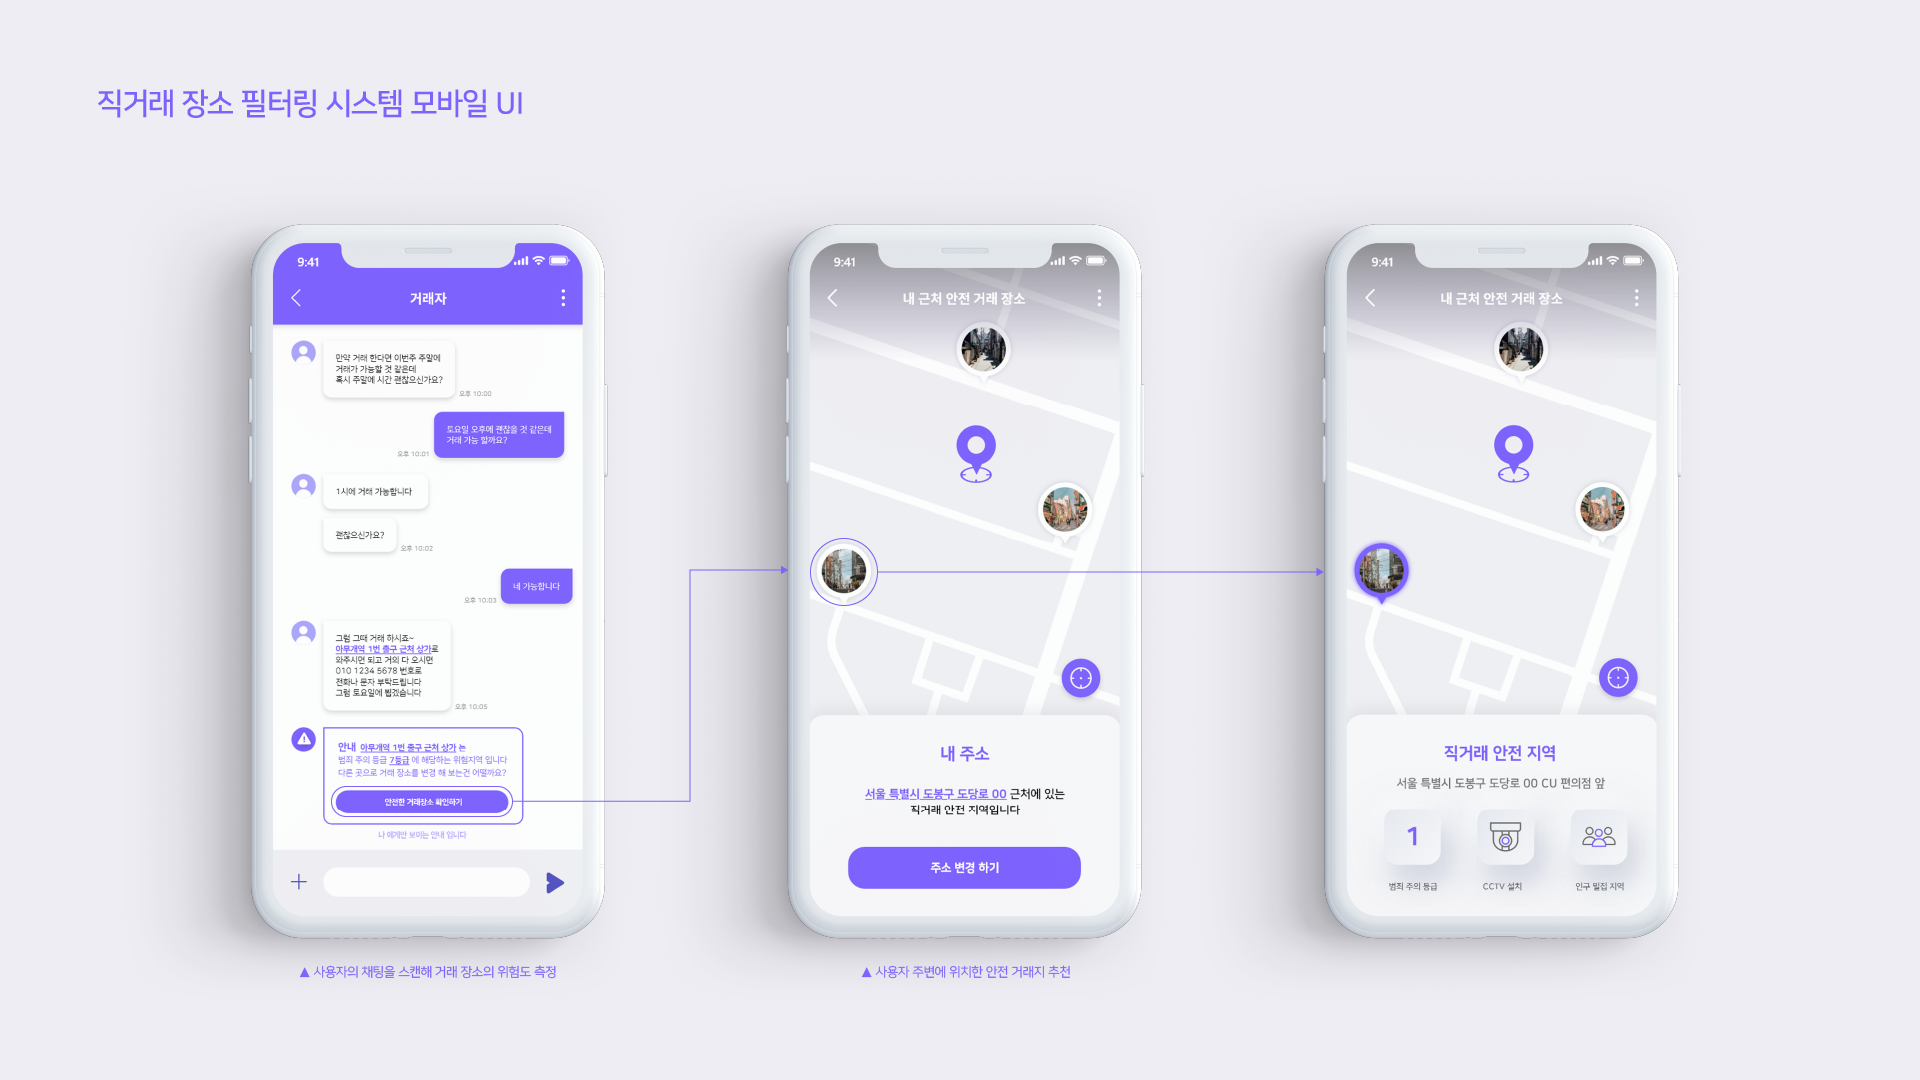 직거래 장소 필터링 시스템 모바일 UI
9:41
거래자
만약 거래 한다면 이번주 주말에
거래가 가능할 것 같은데
혹시 주말에 시간 괜찮으신가요?
오후 10:00
토요일 오후에 괜찮을 것 같은데
거래 가능 할까요?
오후 10:01
1시에 거래 가능합니다
괜찮으신가요?
오후 10:02
네 가능합니다
오후 10:03
그럼 그때 거래 하시죠~
아무개역 1번 출구 근처 상가로
와주시면 되고 거의 다 오시면
010 1234 5678 번호로
전화나 문자 부탁드립니다
그럼 토요일에 뵙겠습니다
오후 10:05
안내 아무개역 1번 출구 근처 상가 는
범죄 주의 등급 7등급 에 해당하는 위험지역 입니다
다른 곳으로 거래 장소를 변경 해 보는건 어떨까요?
안전한 거래장소 확인하기
나 에게만 보이는 안내 입니다
▲ 사용자의 채팅을 스캔해 거래 장소의 위험도 측정
9:41
내 근처 안전 거래 장소
내 주소
서울 특별시 도봉구 도당로 00 근처에 있는
직거래 안전 지역입니다
주소 변경 하기
▲ 사용자 주변에 위치한 안전 거래지 추천
9:41
내 근처 안전 거래 장소
직거래 안전 지역
서울 특별시 도봉구 도당로 00 CU 편의점 앞
1
범죄 주의 등급
CCTV 설치
인구 밀집 지역